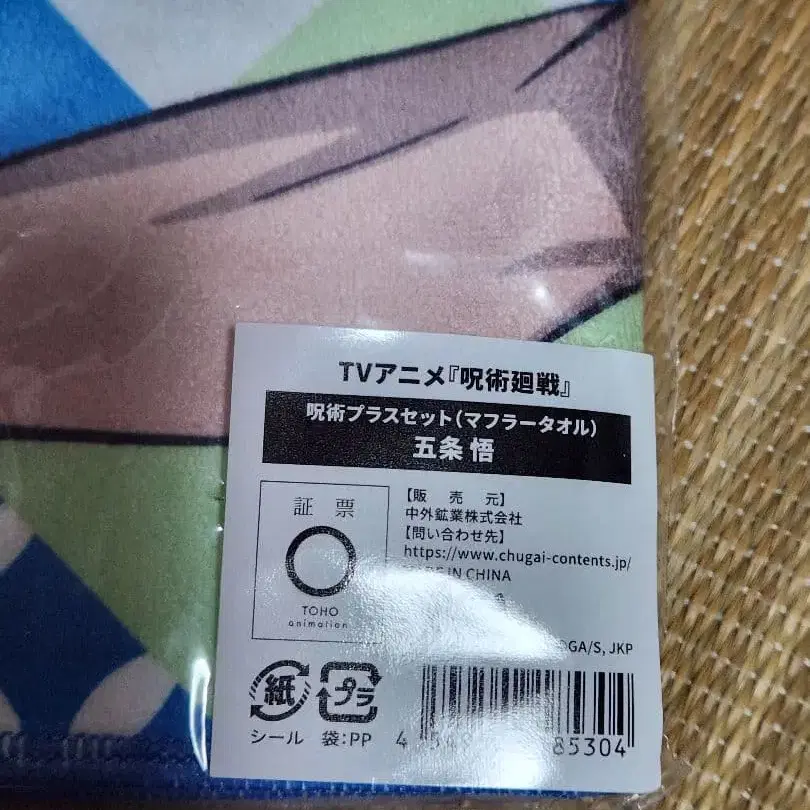 TVアニメ『呪術廻戦』
呪術プラスセット(マフラータオル)
五条 悟
証 票
TOHO
animation
【販 売 元】
中外鉱業株式会社
【問い合わせ先】
https://www.chugai-contents.jp/
IN CHINA
GA/S, JKP
紙
プラ
シール 袋:PP
4 85304